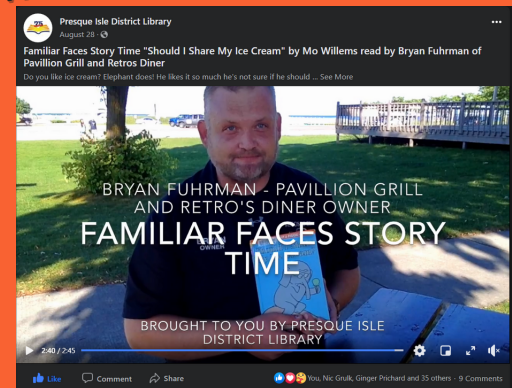 Presque Isle District Library
August 28
Familiar Faces Story Time "Should I Share My Ice Cream" by Mo Willems read by Bryan Fuhrman of
Pavillion Grill and Retros Diner
Do you like ice cream? Elephant does! He likes it so much he's not sure if he should ... See More
BRYAN FUHRMAN - PAVILLION GRILL
AND RETRO'S DINER OWNER
FAMILIAR FACES STORY
TIME
BRYAN
OWNER
BROUGHT TO YOU BY PRESQUE ISLE
DISTRICT LIBRARY
2:40 / 2:45
Like Comment Share You, Nic Grulk, Ginger Prichard and 35 others · 9 Comments